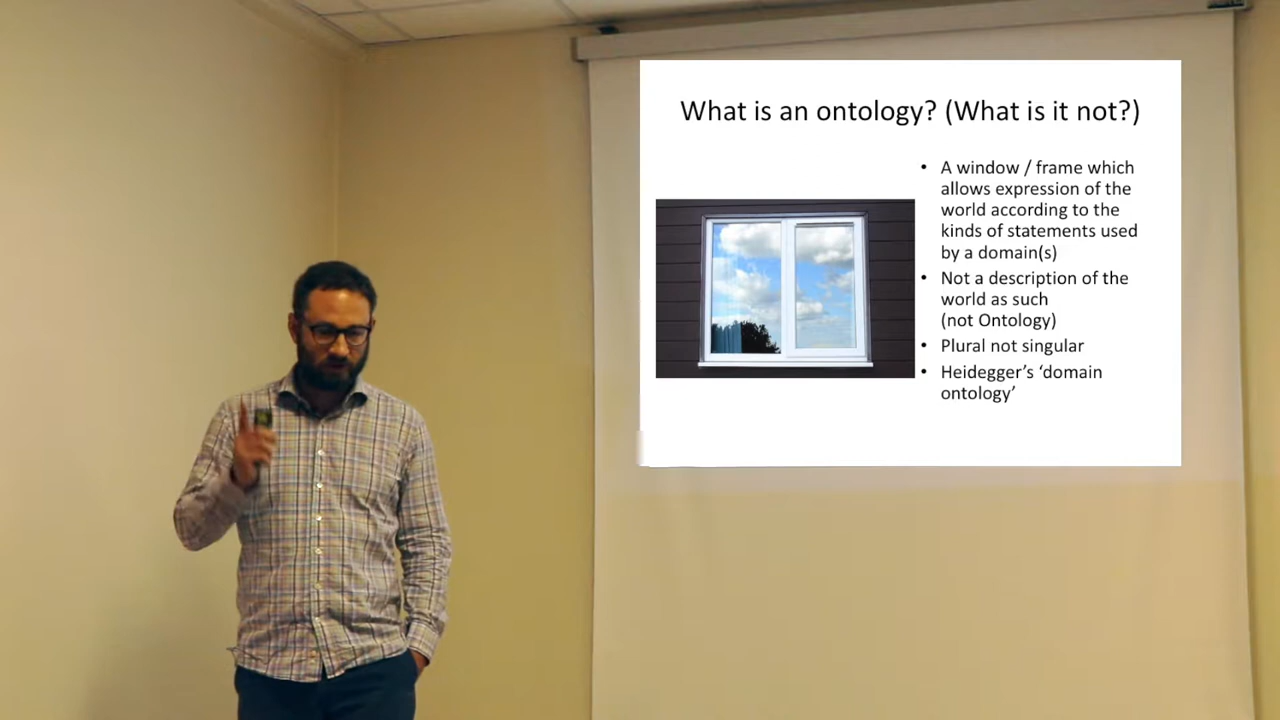 What is an ontology? (What is it not?)
• A window / frame which
allows expression of the
world according to the
kinds of statements used
by a domain(s)
• Not a description of the
world as such
(not Ontology)
• Plural not singular
• Heidegger's ‘domain
ontology’